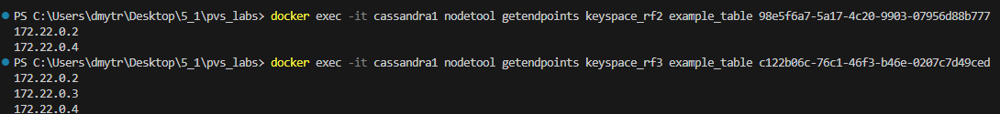 PS C:\Users\dmytr\Desktop\5_1\pvs_labs> docker exec -it cassandra1 nodetool getendpoints keyspace_rf2 example_table 98e5f6a7-5a17-4c20-9903-07956d88b777
172.22.0.2
172.22.0.4
PS C:\Users\dmytr\Desktop\5_1\pvs_labs> docker exec -it cassandra1 nodetool getendpoints keyspace_rf3 example_table c122b06c-76c1-46f3-b46e-0207c7d49ced
172.22.0.2
172.22.0.3
172.22.0.4